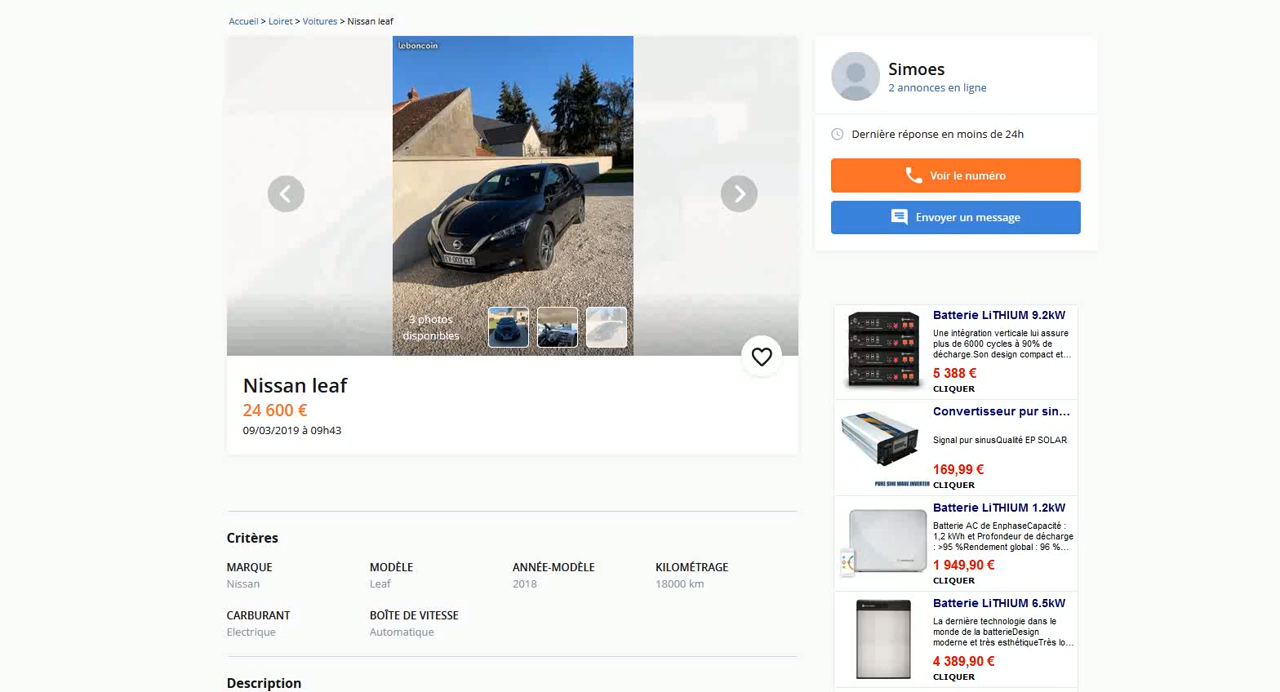 Accueil > Loiret > Voitures > Nissan leaf
leboncoin
3 photos
disponibles
Nissan leaf
24 600 €
09/03/2019 à 09h43
Critères
MARQUE
Nissan
MODÈLE
Leaf
ANNÉE-MODÈLE
2018
KILOMÉTRAGE
18000 km
CARBURANT
Electrique
BOÎTE DE VITESSE
Automatique
Description
Simoes
2 annonces en ligne
Dernière réponse en moins de 24h
Voir le numéro
Envoyer un message
Batterie LiTHIUM 9.2kW
Une intégration verticale lui assure
plus de 6000 cycles à 90% de
décharge.Son design compact et...
5 388 €
CLIQUER
Convertisseur pur sin...
Signal pur sinusQualité EP SOLAR
169,99 €
PURE SINE WAVE INVERTER
CLIQUER
Batterie LiTHIUM 1.2kW
Batterie AC de EnphaseCapacité :
1,2 kWh et Profondeur de décharge
: >95 %Rendement global : 96 %...
1 949,90 €
CLIQUER
Batterie LiTHIUM 6.5kW
La dernière technologie dans le
monde de la batterieDesign
moderne et très esthétiqueTrès lo...
4 389,90 €
CLIQUER